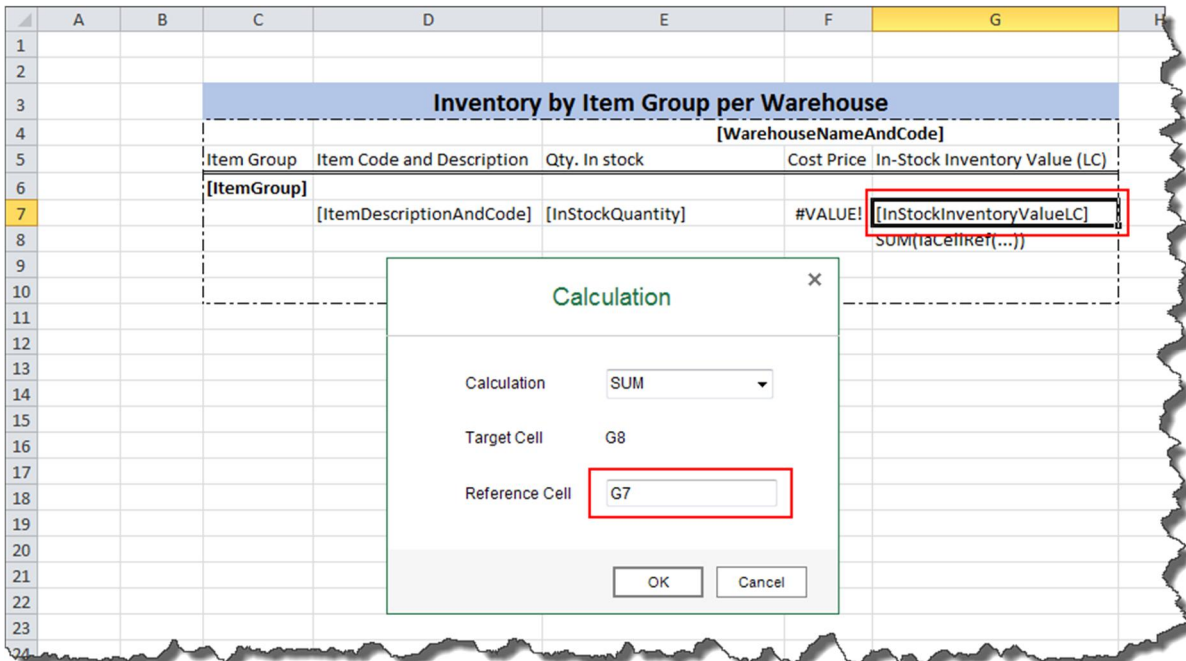 A B C D E F G H
1
2
3 Inventory by Item Group per Warehouse
4 [WarehouseNameAndCode]
5 Item Group Item Code and Description Qty. In stock Cost Price In-Stock Inventory Value (LC)
6 [ItemGroup]
7 [ItemDescriptionAndCode] [InStockQuantity] #VALUE! [InStockInventoryValueLC]
8 SUM(IaCellRef(...))
9
10
11
12
13
14
15
16
17
18
19
20
21
22
23
24
Calculation ×
Calculation SUM
Target Cell G8
Reference Cell G7
OK Cancel